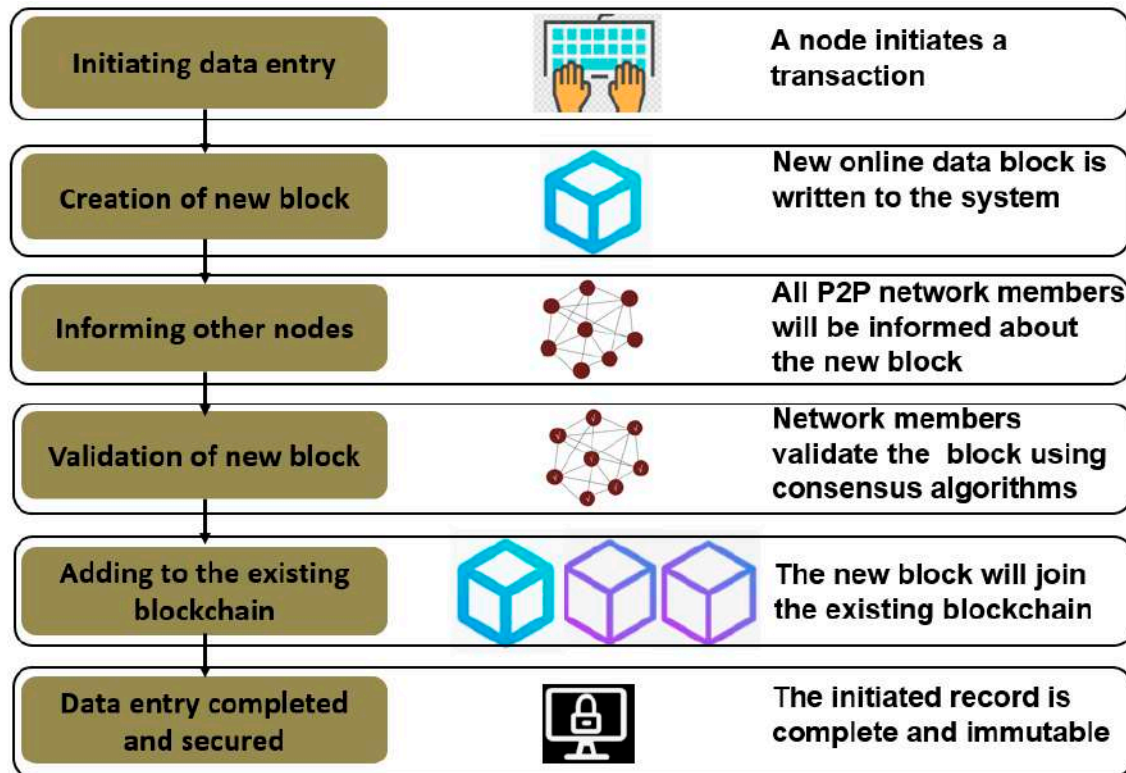 Initiating data entry
A node initiates a
transaction
Creation of new block
New online data block is
written to the system
Informing other nodes
All P2P network members
will be informed about
the new block
Validation of new block
Network members
validate the block using
consensus algorithms
Adding to the existing
blockchain
The new block will join
the existing blockchain
Data entry completed
and secured
The initiated record is
complete and immutable